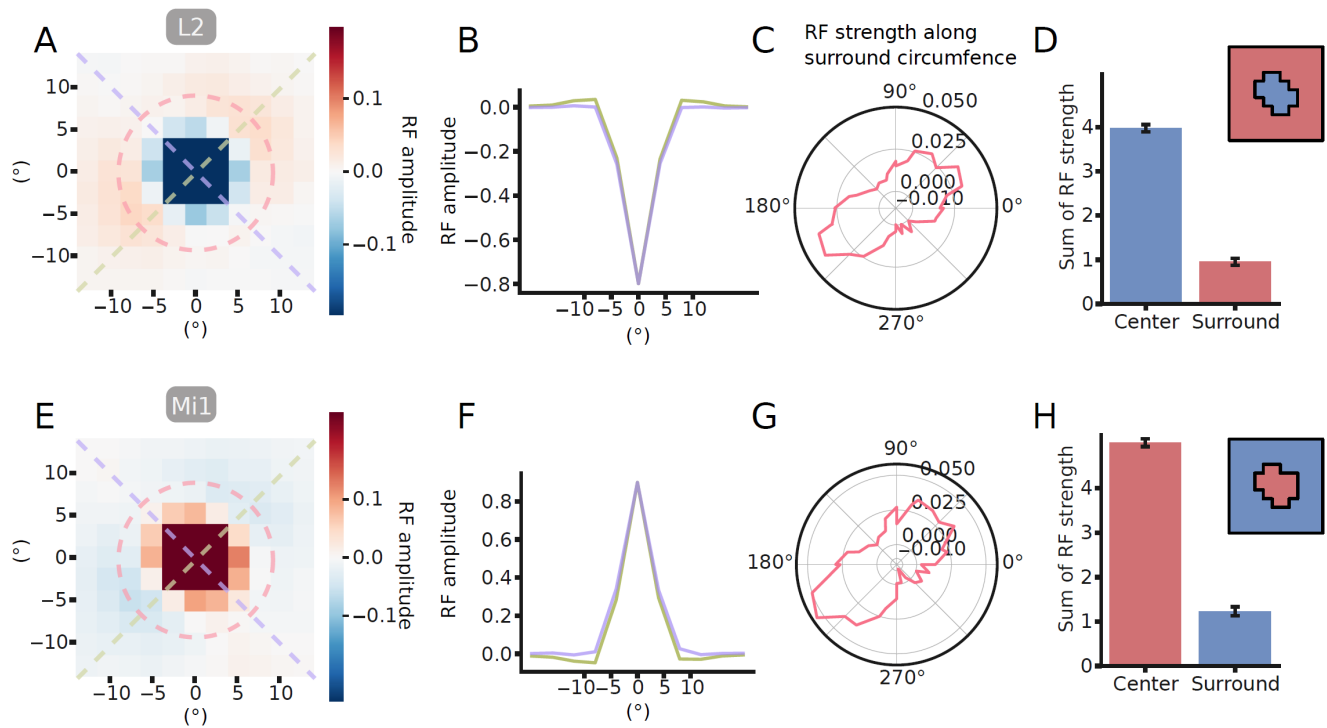 L2
A
10
5
0
−5
−10
(°)
−10 −5 0 5 10
(°)
0.1
0.0
−0.1
RF amplitude
B
RF amplitude
0.0
−0.2
−0.4
−0.6
−0.8
−10 −5 0 5 10
(°)
C
RF strength along
surround circumfence
90°
0.050
0.025
0.000
−0.010
180°
0°
270°
D
Sum of RF strength
4
3
2
1
0
Center Surround
Mi1
E
10
5
0
−5
−10
(°)
−10 −5 0 5 10
(°)
0.1
0.0
−0.1
RF amplitude
F
RF amplitude
0.8
0.6
0.4
0.2
0.0
−10 −5 0 5 10
(°)
G
90°
0.050
0.025
0.000
−0.010
180°
0°
270°
H
Sum of RF strength
4
3
2
1
0
Center Surround